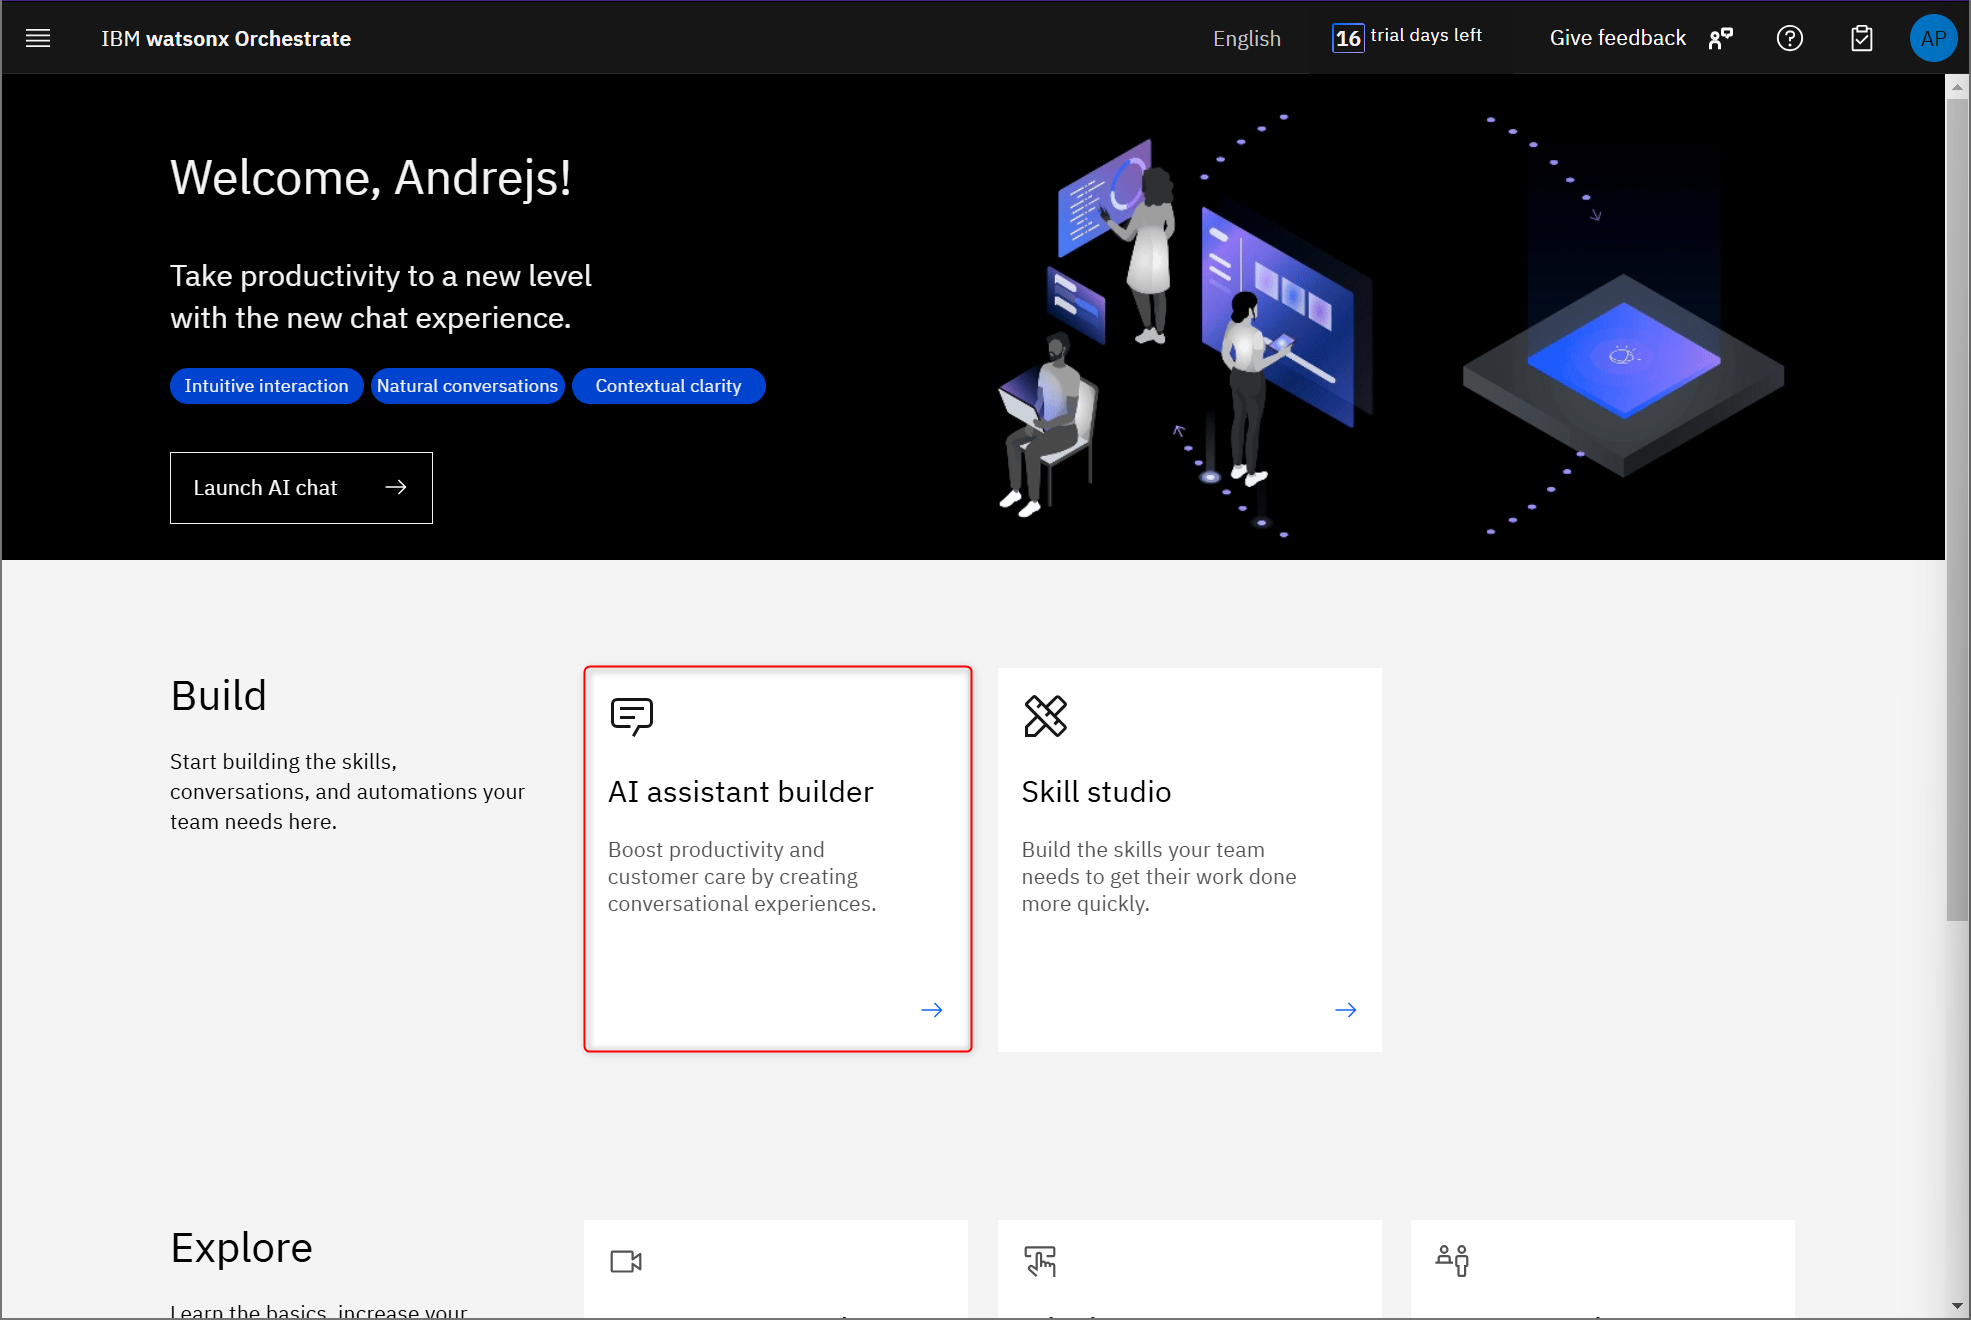 IBM watsonx Orchestrate
English
16 trial days left
Give feedback
AP
Welcome, Andrejs!
Take productivity to a new level
with the new chat experience.
Intuitive interaction
Natural conversations
Contextual clarity
Launch AI chat
Build
Start building the skills,
conversations, and automations your
team needs here.
AI assistant builder
Boost productivity and
customer care by creating
conversational experiences.
Skill studio
Build the skills your team
needs to get their work done
more quickly.
Explore
Learn the basics, increase your